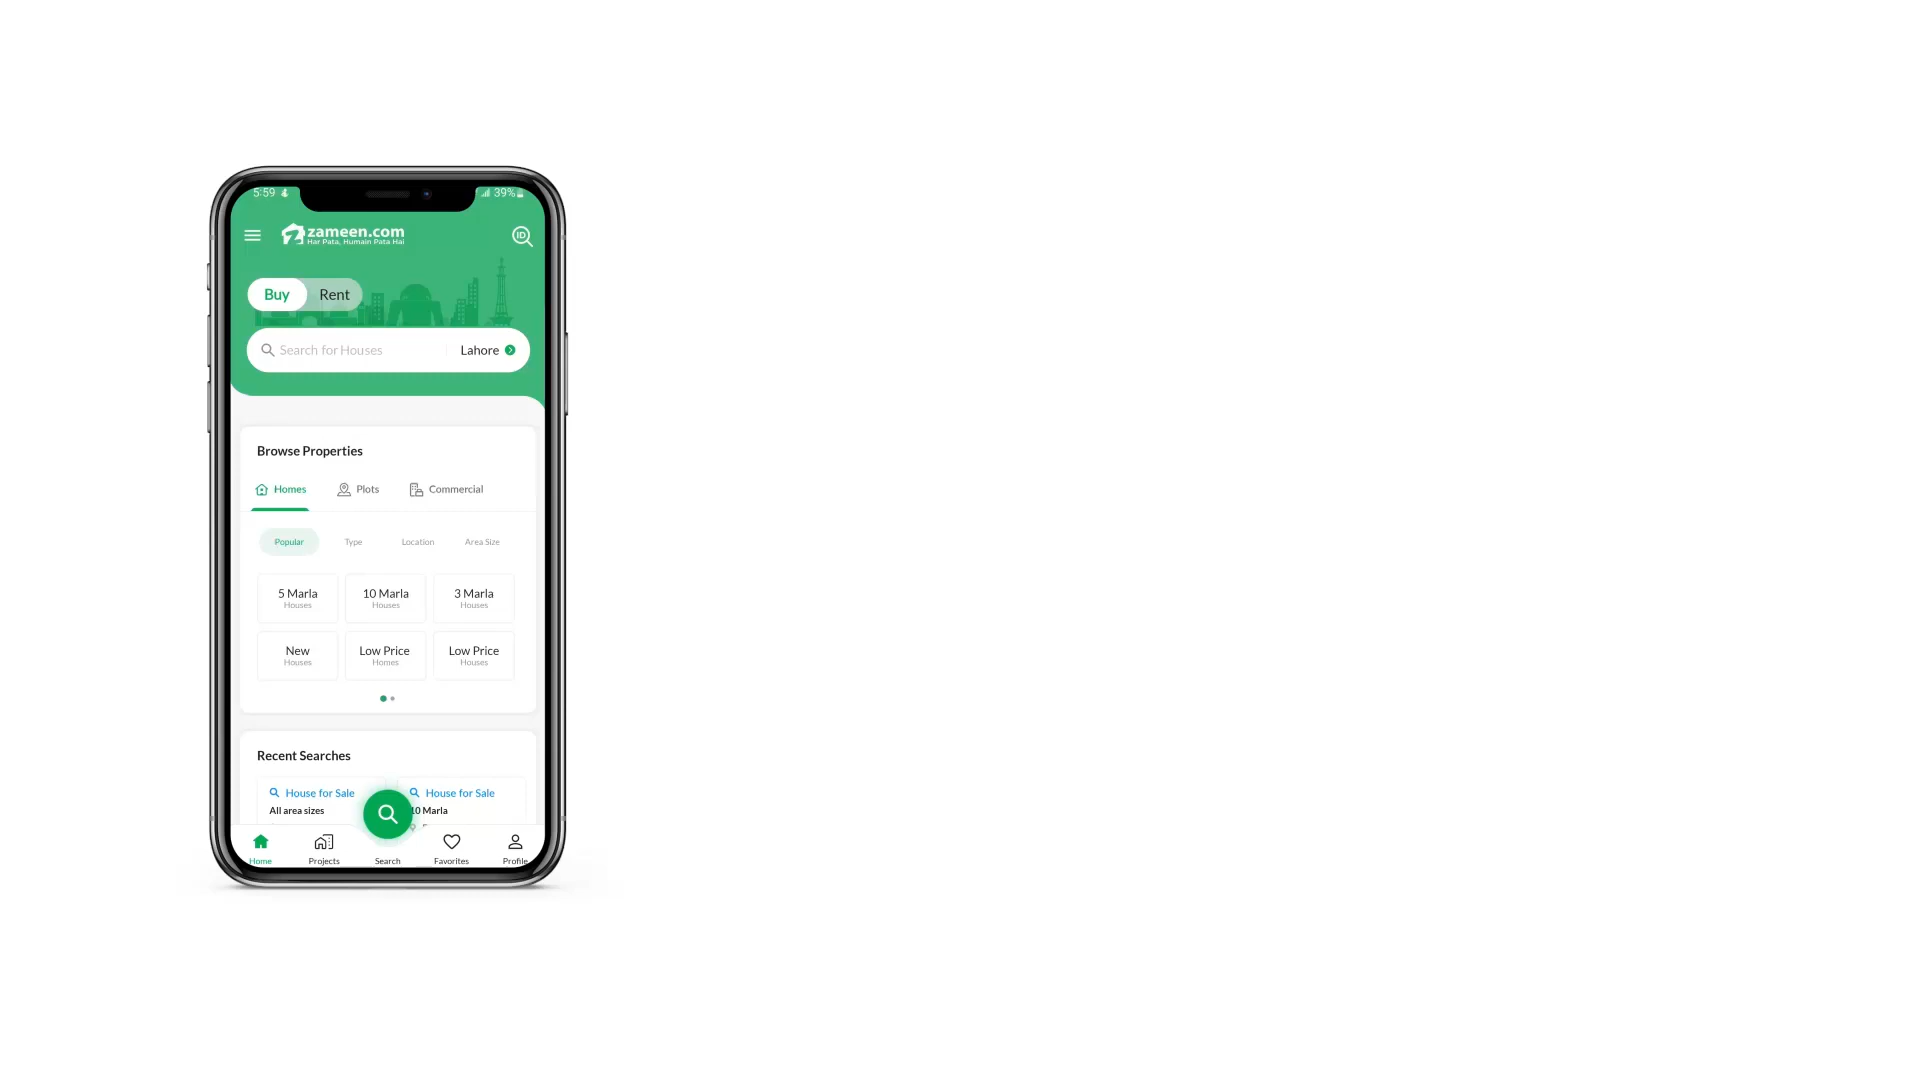 5:59
39%
zameen.com
Har Pata, Humain Pata Hai
ID
Buy Rent
Search for Houses Lahore
Browse Properties
Homes Plots Commercial
Popular Type Location Area Size
5 Marla 10 Marla 3 Marla
Houses Houses Houses
New Low Price Low Price
Houses Homes Houses
Recent Searches
House for Sale House for Sale
All area sizes 10 Marla
Home Projects Search Favorites Profile